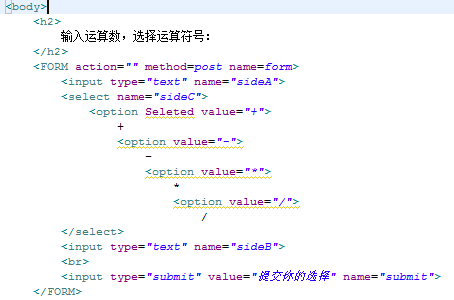 <body>
<h2>
输入运算数，选择运算符号:
</h2>
<FORM action="" method=post name=form>
<input type="text" name="sideA">
<select name="sideC">
<option Seleted value="+">
+
<option value="-">
-
<option value="*">
*
<option value="/">
/
</select>
<input type="text" name="sideB">
<br>
<input type="submit" value="提交你的选择" name="submit">
</FORM>